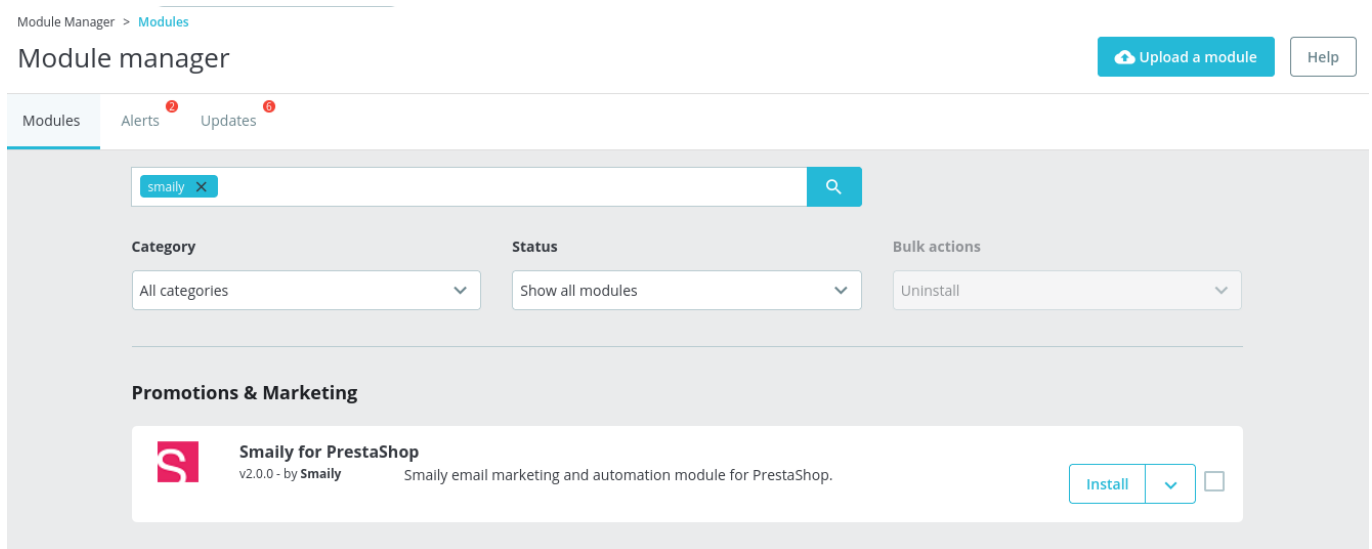 Module Manager > Modules
Module manager
Upload a module
Help
Modules
Alerts 2
Updates 6
smaily
Category
Status
Bulk actions
All categories
Show all modules
Uninstall
Promotions & Marketing
S
Smaily for PrestaShop
v2.0.0 - by Smaily
Smaily email marketing and automation module for PrestaShop.
Install